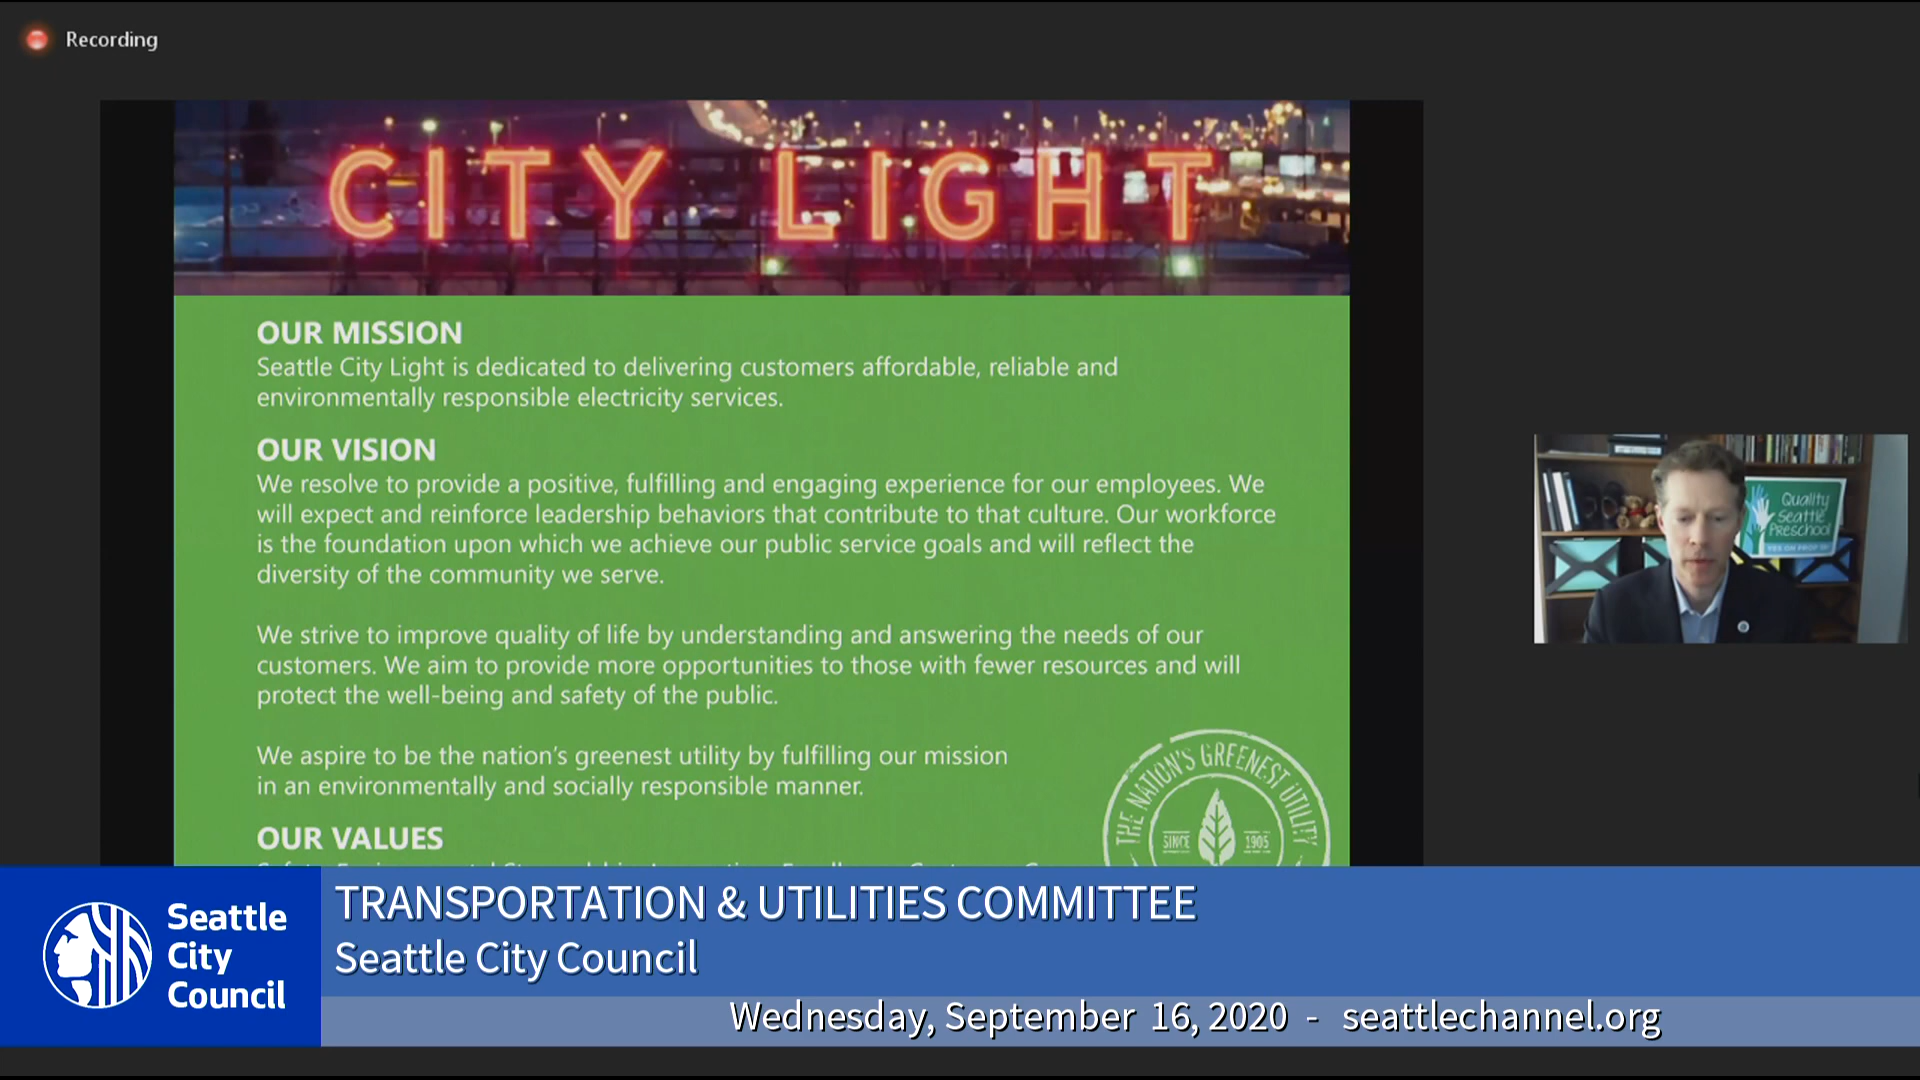 Recording
CITY LIGHT
OUR MISSION
Seattle City Light is dedicated to delivering customers affordable, reliable and
environmentally responsible electricity services.
OUR VISION
We resolve to provide a positive, fulfilling and engaging experience for our employees. We
will expect and reinforce leadership behaviors that contribute to that culture. Our workforce
is the foundation upon which we achieve our public service goals and will reflect the
diversity of the community we serve.
We strive to improve quality of life by understanding and answering the needs of our
customers. We aim to provide more opportunities to those with fewer resources and will
protect the well-being and safety of the public.
We aspire to be the nation's greenest utility by fulfilling our mission
in an environmentally and socially responsible manner.
THE NATION'S GREENEST UTILITY
SINCE 1905
OUR VALUES
Quality
Seattle
Preschool
Seattle
City
Council
TRANSPORTATION & UTILITIES COMMITTEE
Seattle City Council
Wednesday, September 16, 2020 - seattlechannel.org